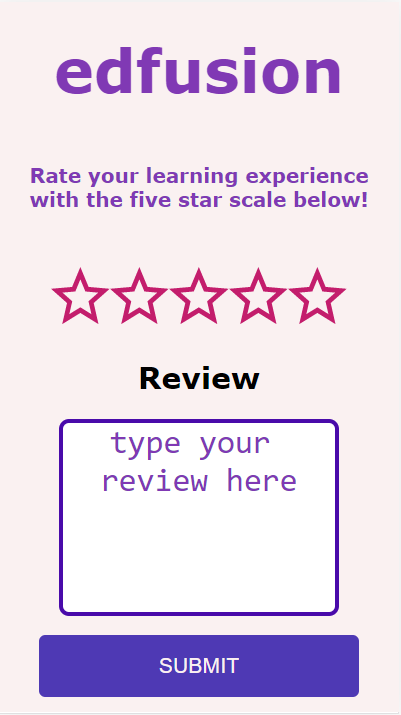 edfusion
Rate your learning experience
with the five star scale below!
Review
type your
review here
SUBMIT